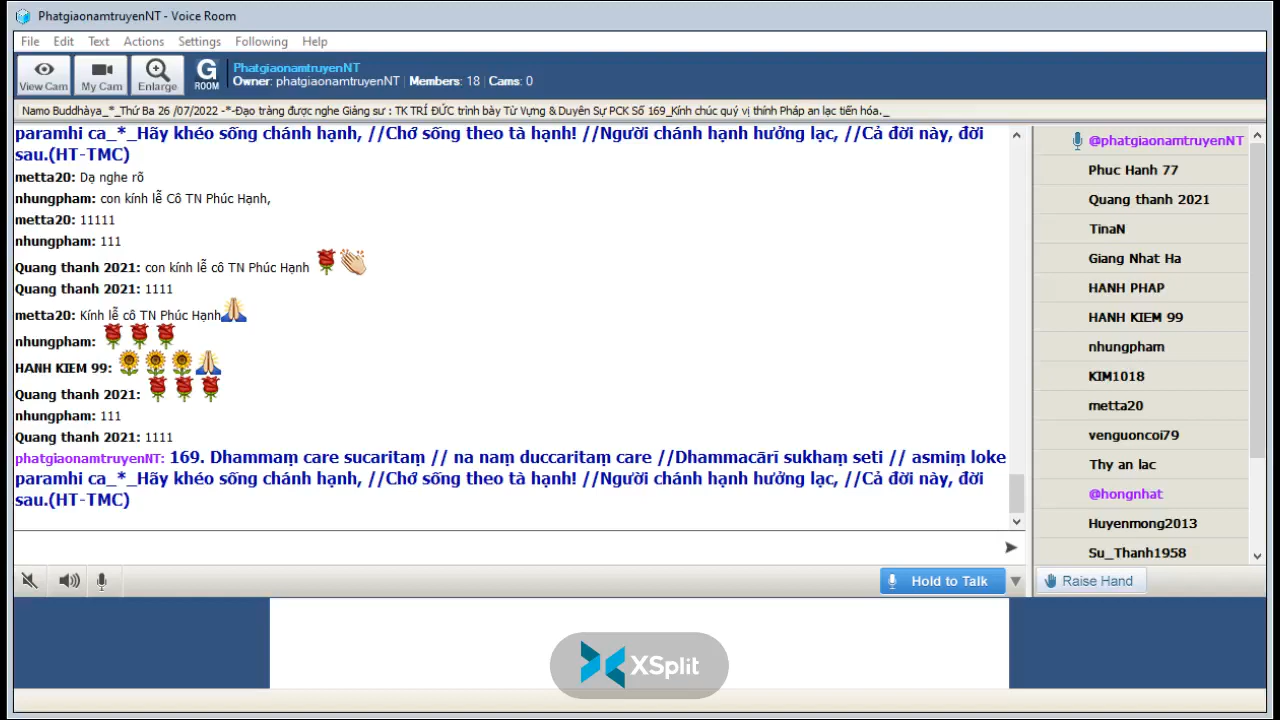 PhatgiaonamtruyenNT - Voice Room
File Edit Text Actions Settings Following Help
View Cam My Cam Enlarge G ROOM
PhatgiaonamtruyenNT
Owner: phatgiaonamtruyenNT | Members: 18 | Cams: 0
Namo Buddhàya_*_Thứ Ba 26 /07/2022 -*-Đạo tràng được nghe Giảng sư : TK TRÍ ĐỨC trình bày Từ Vựng & Duyên Sự PCK Số 169_Kính chúc quý vị thính Pháp an lạc tiến hóa._
paramhi ca_*_Hãy khéo sống chánh hạnh, //Chớ sống theo tà hạnh! //Người chánh hạnh hưởng lạc, //Cả đời này, đời
sau.(HT-TMC)
metta20: Dạ nghe rõ
nhungpham: con kính lễ Cô TN Phúc Hạnh,
metta20: 11111
nhungpham: 111
Quang thanh 2021: con kính lễ cô TN Phúc Hạnh
Quang thanh 2021: 1111
metta20: Kính lễ cô TN Phúc Hạnh
nhungpham:
HANH KIEM 99:
Quang thanh 2021:
nhungpham: 111
Quang thanh 2021: 1111
phatgiaonamtruyenNT: 169. Dhammaṃ care sucaritaṃ // na naṃ duccaritaṃ care //Dhammacārī sukhaṃ seti // asmiṃ loke
paramhi ca_*_Hãy khéo sống chánh hạnh, //Chớ sống theo tà hạnh! //Người chánh hạnh hưởng lạc, //Cả đời này, đời
sau.(HT-TMC)
@phatgiaonamtruyenNT
Phuc Hanh 77
Quang thanh 2021
TinaN
Giang Nhat Ha
HANH PHAP
HANH KIEM 99
nhungpham
KIM1018
metta20
venguoncoi79
Thy an lac
@hongnhat
Huyenmong2013
Su_Thanh1958
Hold to Talk
Raise Hand
XSplit